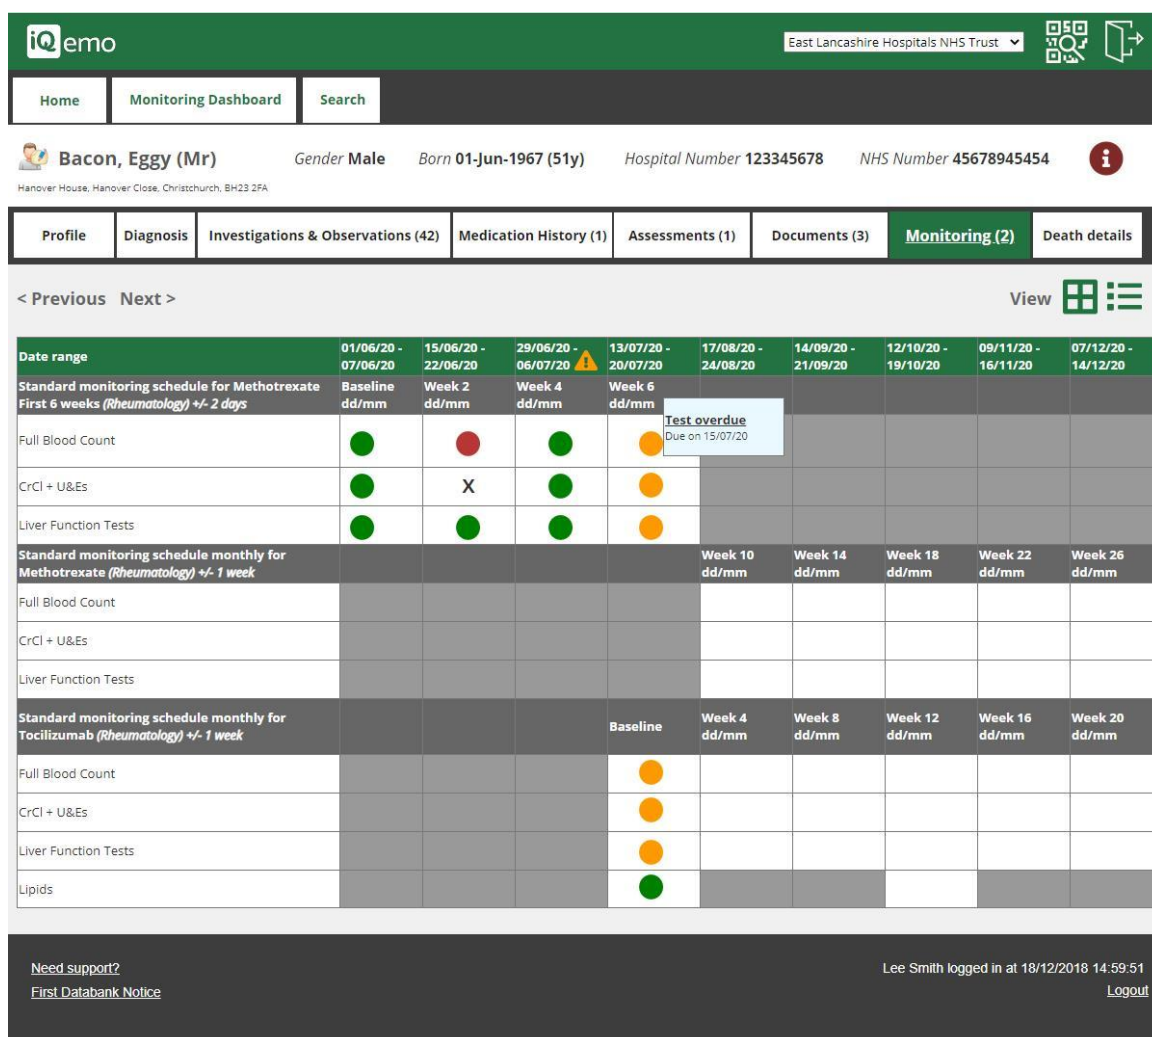 iQemo
East Lancashire Hospitals NHS Trust
Home Monitoring Dashboard Search
Bacon, Eggy (Mr) Gender Male Born 01-Jun-1967 (51y) Hospital Number 123345678 NHS Number 45678945454
Hanover House, Hanover Close, Christchurch, BH23 2FA
Profile Diagnosis Investigations & Observations (42) Medication History (1) Assessments (1) Documents (3) Monitoring (2) Death details
< Previous Next > View
Date range 01/06/20 - 07/06/20 15/06/20 - 22/06/20 29/06/20 - 06/07/20 13/07/20 - 20/07/20 17/08/20 - 24/08/20 14/09/20 - 21/09/20 12/10/20 - 19/10/20 09/11/20 - 16/11/20 07/12/20 - 14/12/20
Standard monitoring schedule for Methotrexate Baseline Week 2 Week 4 Week 6
First 6 weeks (Rheumatology) +/- 2 days dd/mm dd/mm dd/mm dd/mm
Test overdue
Due on 15/07/20
Full Blood Count
CrCl + U&Es X
Liver Function Tests
Standard monitoring schedule monthly for Week 10 Week 14 Week 18 Week 22 Week 26
Methotrexate (Rheumatology) +/- 1 week dd/mm dd/mm dd/mm dd/mm dd/mm
Full Blood Count
CrCl + U&Es
Liver Function Tests
Standard monitoring schedule monthly for Baseline Week 4 Week 8 Week 12 Week 16 Week 20
Tocilizumab (Rheumatology) +/- 1 week dd/mm dd/mm dd/mm dd/mm dd/mm
Full Blood Count
CrCl + U&Es
Liver Function Tests
Lipids
Need support? Lee Smith logged in at 18/12/2018 14:59:51
First Databank Notice Logout